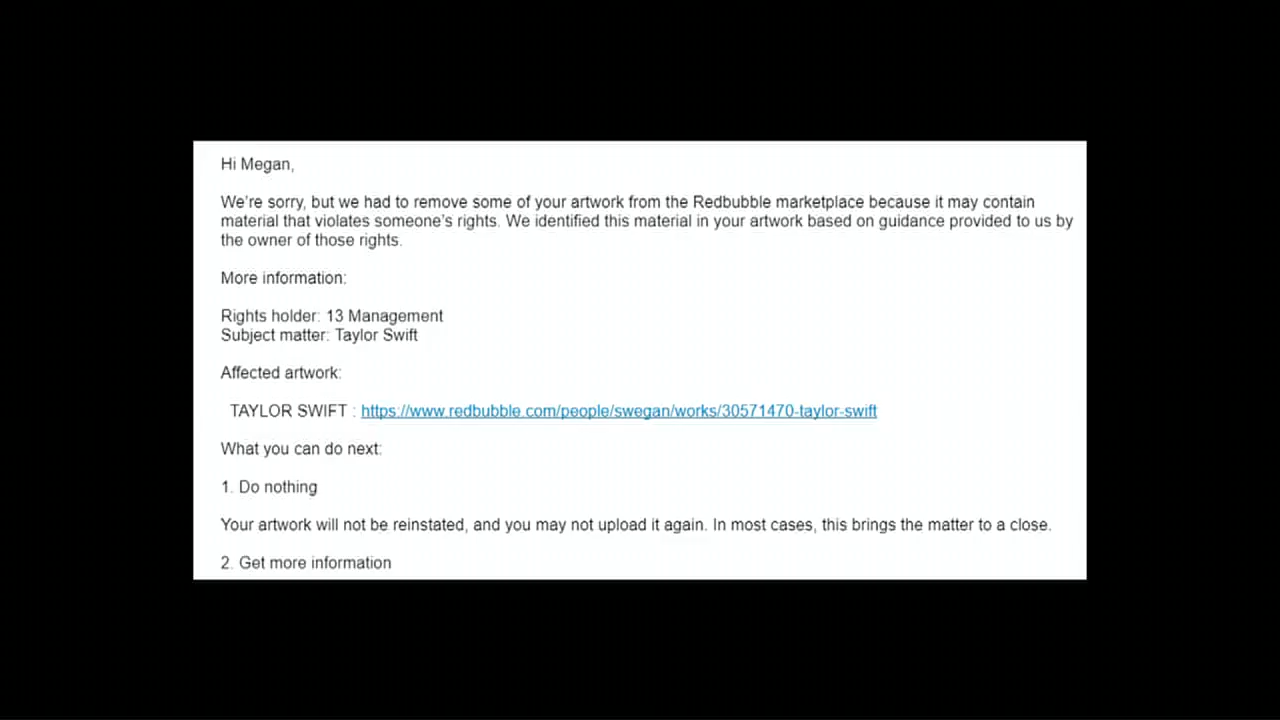 Hi Megan,
We're sorry, but we had to remove some of your artwork from the Redbubble marketplace because it may contain
material that violates someone's rights. We identified this material in your artwork based on guidance provided to us by
the owner of those rights.
More information:
Rights holder: 13 Management
Subject matter: Taylor Swift
Affected artwork:
TAYLOR SWIFT : https://www.redbubble.com/people/swegan/works/30571470-taylor-swift
What you can do next:
1. Do nothing
Your artwork will not be reinstated, and you may not upload it again. In most cases, this brings the matter to a close.
2. Get more information